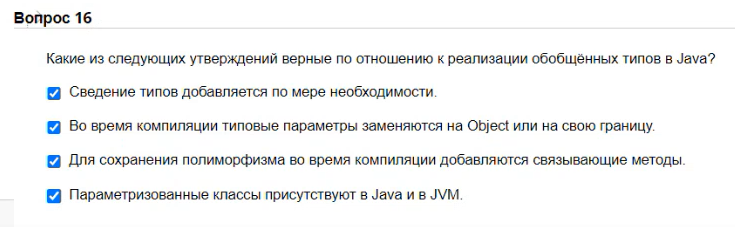 Вопрос 16
Какие из следующих утверждений верные по отношению к реализации обобщённых типов в Java?
Сведение типов добавляется по мере необходимости.
Во время компиляции типовые параметры заменяются на Object или на свою границу.
Для сохранения полиморфизма во время компиляции добавляются связывающие методы.
Параметризованные классы присутствуют в Java и в JVM.